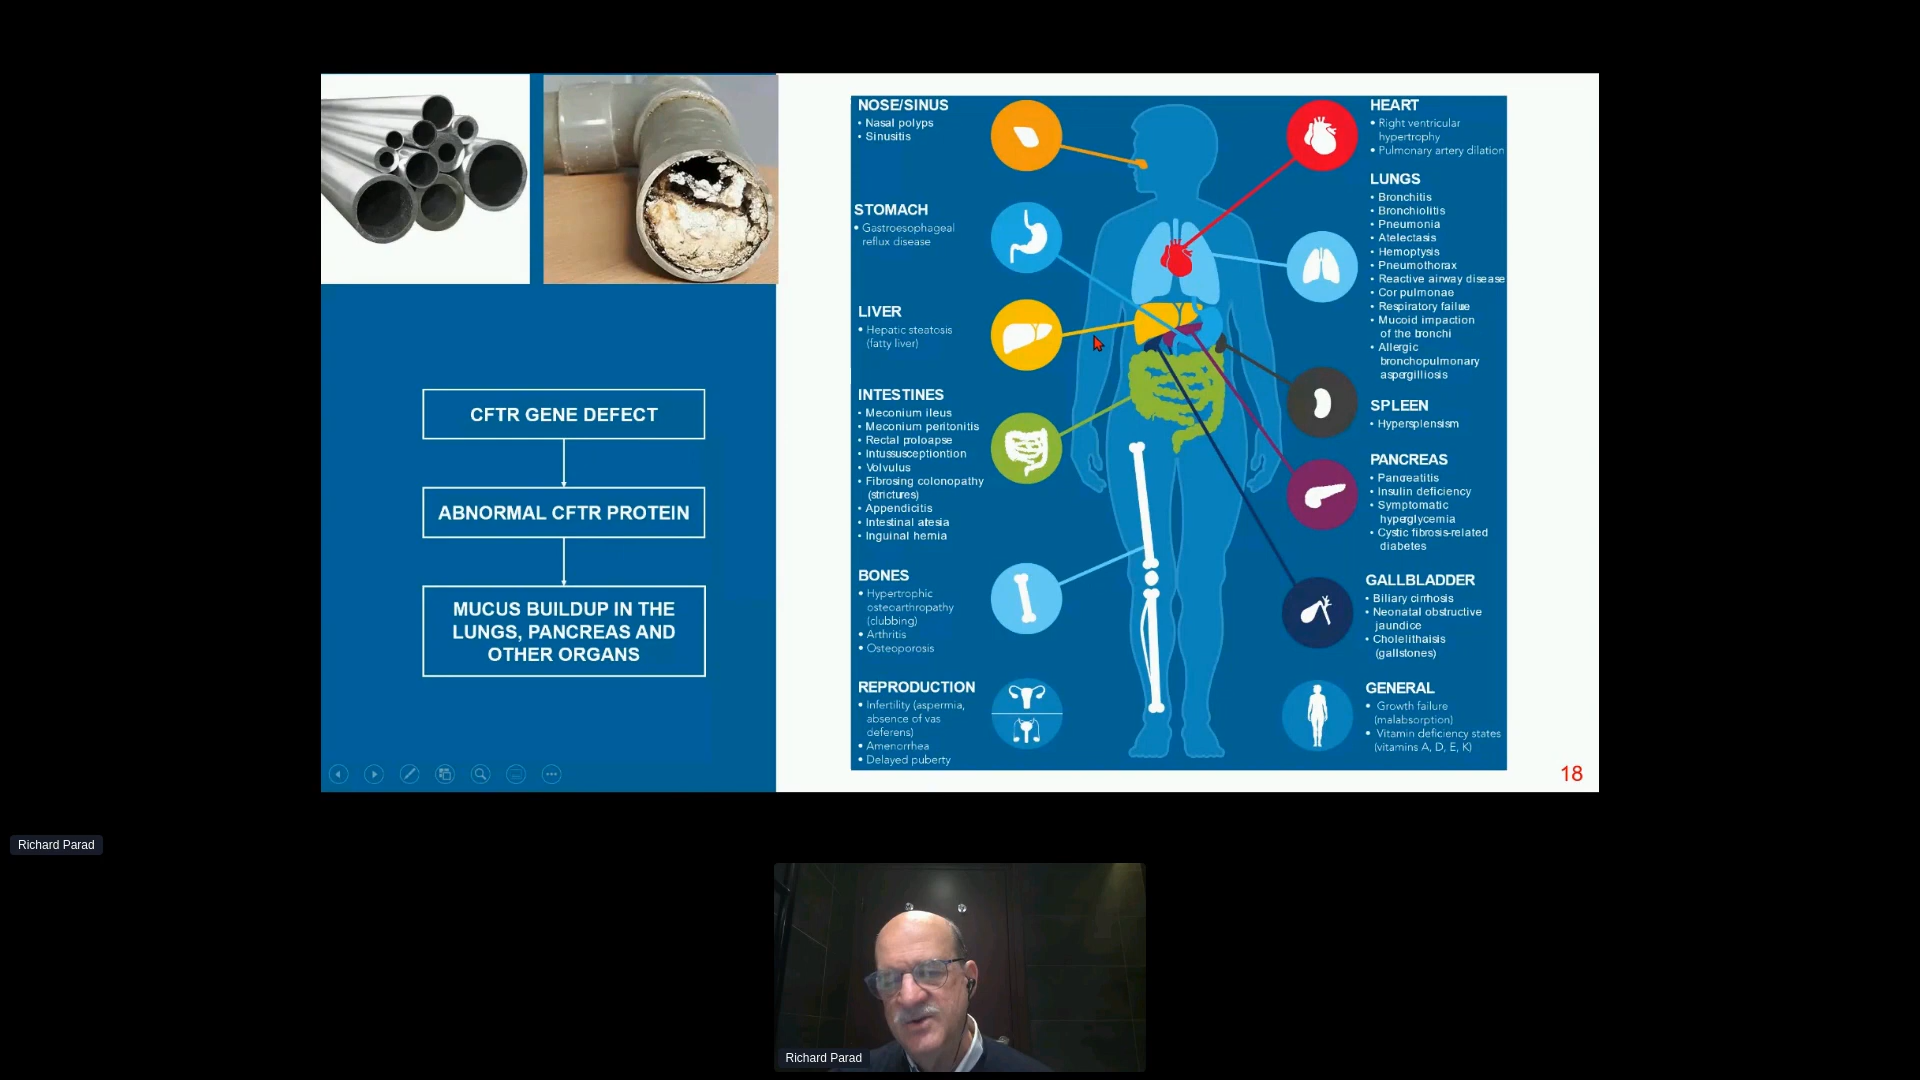 CFTR GENE DEFECT
ABNORMAL CFTR PROTEIN
MUCUS BUILDUP IN THE
LUNGS, PANCREAS AND
OTHER ORGANS
NOSE/SINUS
• Nasal polyps
• Sinusitis
STOMACH
• Gastroesophageal
reflux disease
LIVER
• Hepatic steatosis
(fatty liver)
INTESTINES
• Meconium ileus
• Meconium peritonitis
• Rectal proloapse
• Intussusceptiontion
• Volvulus
• Fibrosing colonopathy
(strictures)
• Appendicitis
• Intestinal atesia
• Inguinal hernia
BONES
• Hypertrophic
osteoarthropathy
(clubbing)
• Arthritis
• Osteoporosis
REPRODUCTION
• Infertility (aspermia,
absence of vas
deferens)
• Amenorrhea
• Delayed puberty
HEART
• Right ventricular
hypertrophy
• Pulmonary artery dilation
LUNGS
• Bronchitis
• Bronchiolitis
• Pneumonia
• Atelectasis
• Hemoptysis
• Pneumothorax
• Reactive airway disease
• Cor pulmonae
• Respiratory failue
• Mucoid impaction
of the bronchi
• Allergic
bronchopulmonary
aspergilliosis
SPLEEN
• Hypersplensism
PANCREAS
• Pancreatitis
• Insulin deficiency
• Symptomatic
hyperglycemia
• Cystic fibrosis-related
diabetes
GALLBLADDER
• Biliary cirrhosis
• Neonatal obstructive
jaundice
• Cholelithaisis
(gallstones)
GENERAL
• Growth failure
(malabsorption)
• Vitamin deficiency states
(vitamins A, D, E, K)
18
Richard Parad
Richard Parad